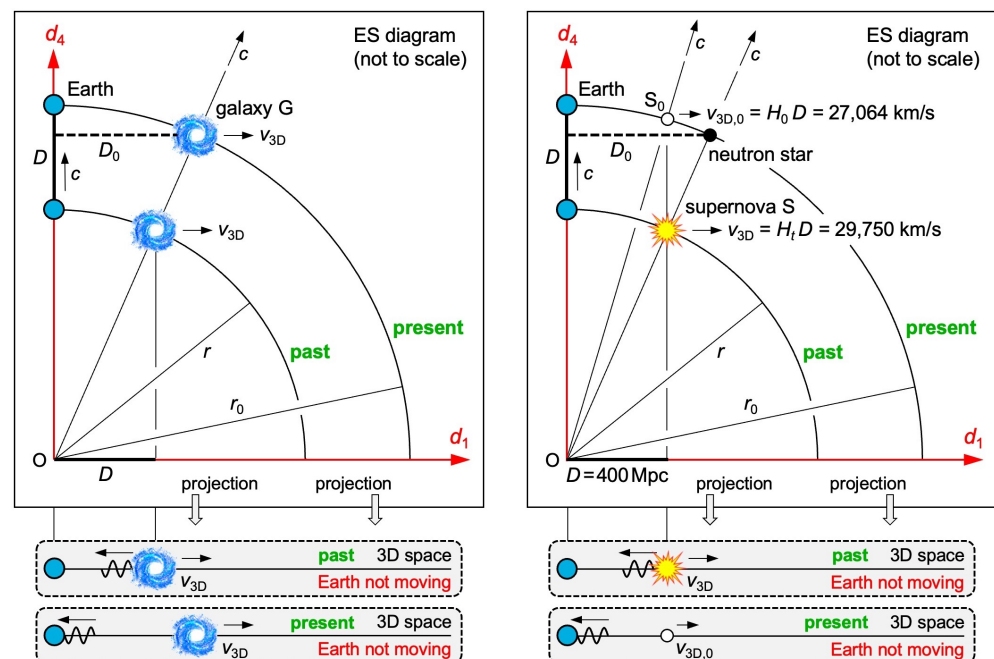 d4
ES diagram
(not to scale)
Earth
galaxy G
c
v3D
D0
D
c
v3D
present
past
r
r0
O
d1
D
projection
projection
past 3D space
v3D
Earth not moving
present 3D space
v3D
Earth not moving
d4
ES diagram
(not to scale)
Earth
c
c
S0
v3D,0 = H0 D = 27,064 km/s
D0
D
neutron star
c
supernova S
v3D = Ht D = 29,750 km/s
present
past
r
r0
O
d1
D = 400 Mpc
projection
projection
past 3D space
v3D
Earth not moving
present 3D space
v3D,0
Earth not moving